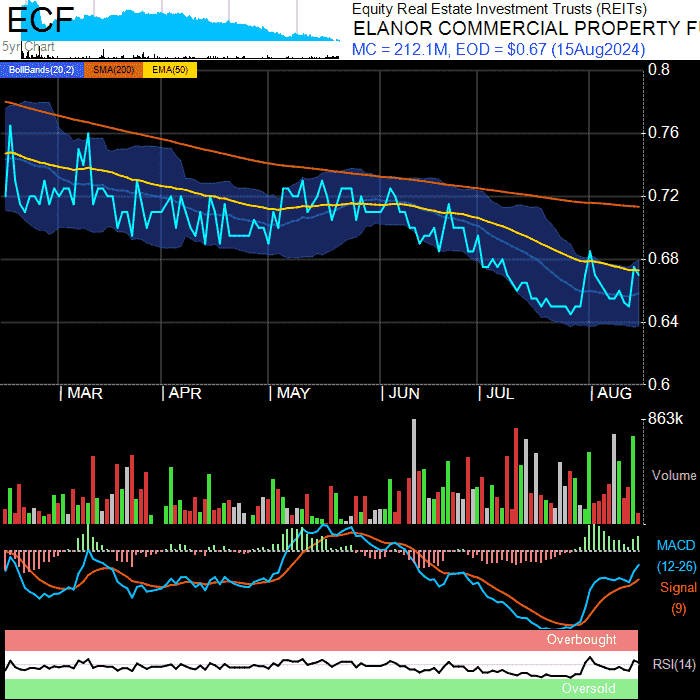 ECF
5yr Chart
Equity Real Estate Investment Trusts (REITs)
ELANOR COMMERCIAL PROPERTY F
MC = 212.1M, EOD = $0.67 (15Aug2024)
BollBands(20,2) SMA(200) EMA(50)
0.8
0.76
0.72
0.68
0.64
0.6
MAR APR MAY JUN JUL AUG
863k
Volume
MACD
(12-26)
Signal
(9)
Overbought
RSI(14)
Oversold